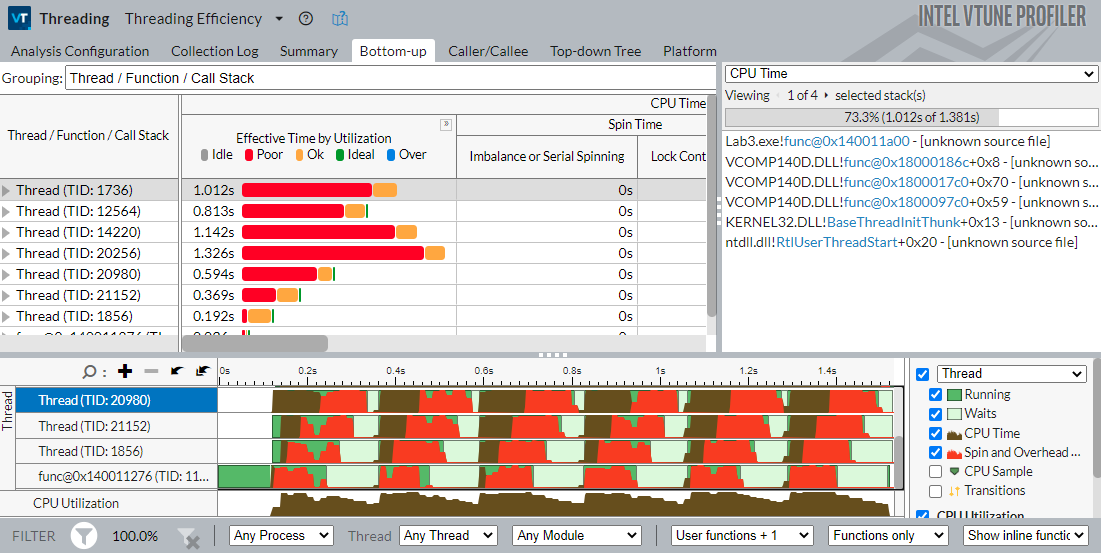 VT Threading Threading Efficiency
INTEL VTUNE PROFILER
Analysis Configuration Collection Log Summary Bottom-up Caller/Callee Top-down Tree Platform
Grouping: Thread / Function / Call Stack
CPU Time
Thread / Function / Call Stack
CPU Time
Effective Time by Utilization
Idle Poor Ok Ideal Over
Spin Time
Imbalance or Serial Spinning Lock Cont
Thread (TID: 1736) 1.012s 0s
Thread (TID: 12564) 0.813s 0s
Thread (TID: 14220) 1.142s 0s
Thread (TID: 20256) 1.326s 0s
Thread (TID: 20980) 0.594s 0s
Thread (TID: 21152) 0.369s 0s
Thread (TID: 1856) 0.192s 0s
Viewing 1 of 4 selected stack(s)
73.3% (1.012s of 1.381s)
Lab3.exe!func@0x140011a00 - [unknown source file]
VCOMP140D.DLL!func@0x18000186c+0x8 - [unknown so...
VCOMP140D.DLL!func@0x1800017c0+0x70 - [unknown so...
VCOMP140D.DLL!func@0x1800097c0+0x59 - [unknown so...
KERNEL32.DLL!BaseThreadInitThunk+0x13 - [unknown so...
ntdll.dll!RtlUserThreadStart+0x20 - [unknown source file]
0s 0.2s 0.4s 0.6s 0.8s 1s 1.2s 1.4s
Thread
Thread (TID: 20980)
Thread (TID: 21152)
Thread (TID: 1856)
func@0x140011276 (TID: 11...
CPU Utilization
Thread
Running
Waits
CPU Time
Spin and Overhead ...
CPU Sample
Transitions
CPU Utilization
FILTER 100.0% Any Process Thread Any Thread Any Module User functions + 1 Functions only Show inline functic